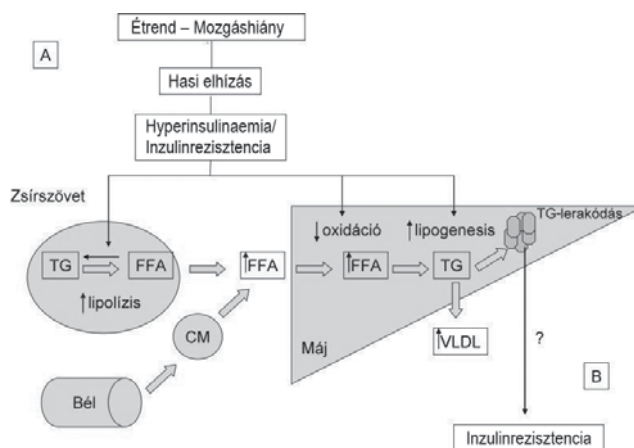 Étrend – Mozgáshiány
A
Hasi elhízás
Hyperinsulinaemia/
Inzulinrezisztencia
Zsírszövet
TG-lerakódás
↓oxidáció
↑lipogenesis
TG
FFA
↑FFA
↑FFA
TG
↑lipolízis
CM
Máj
↑VLDL
?
Bél
B
Inzulinrezisztencia